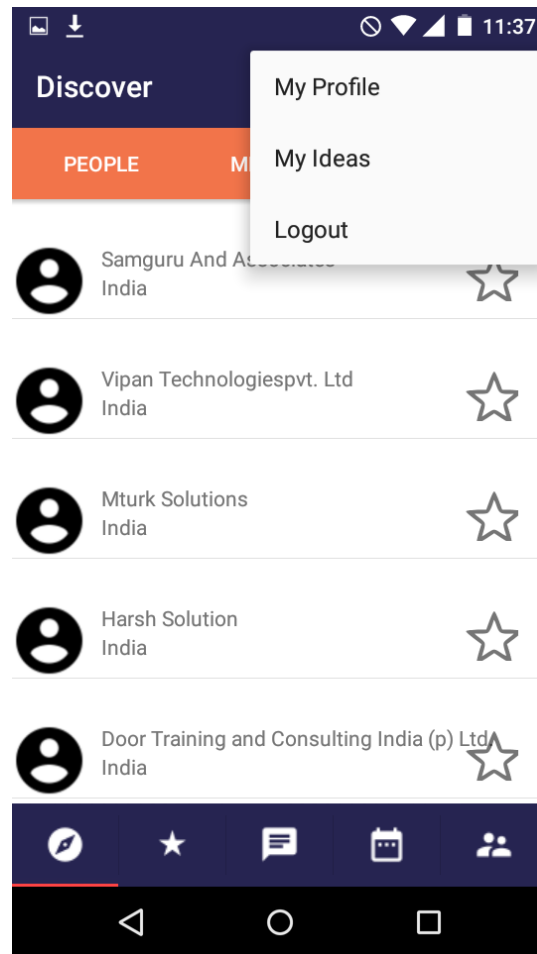 11:37
Discover
My Profile
My Ideas
Logout
PEOPLE
Samguru And
India
Vipan Technologiespvt. Ltd
India
Mturk Solutions
India
Harsh Solution
India
Door Training and Consulting India (p) Ltd.
India